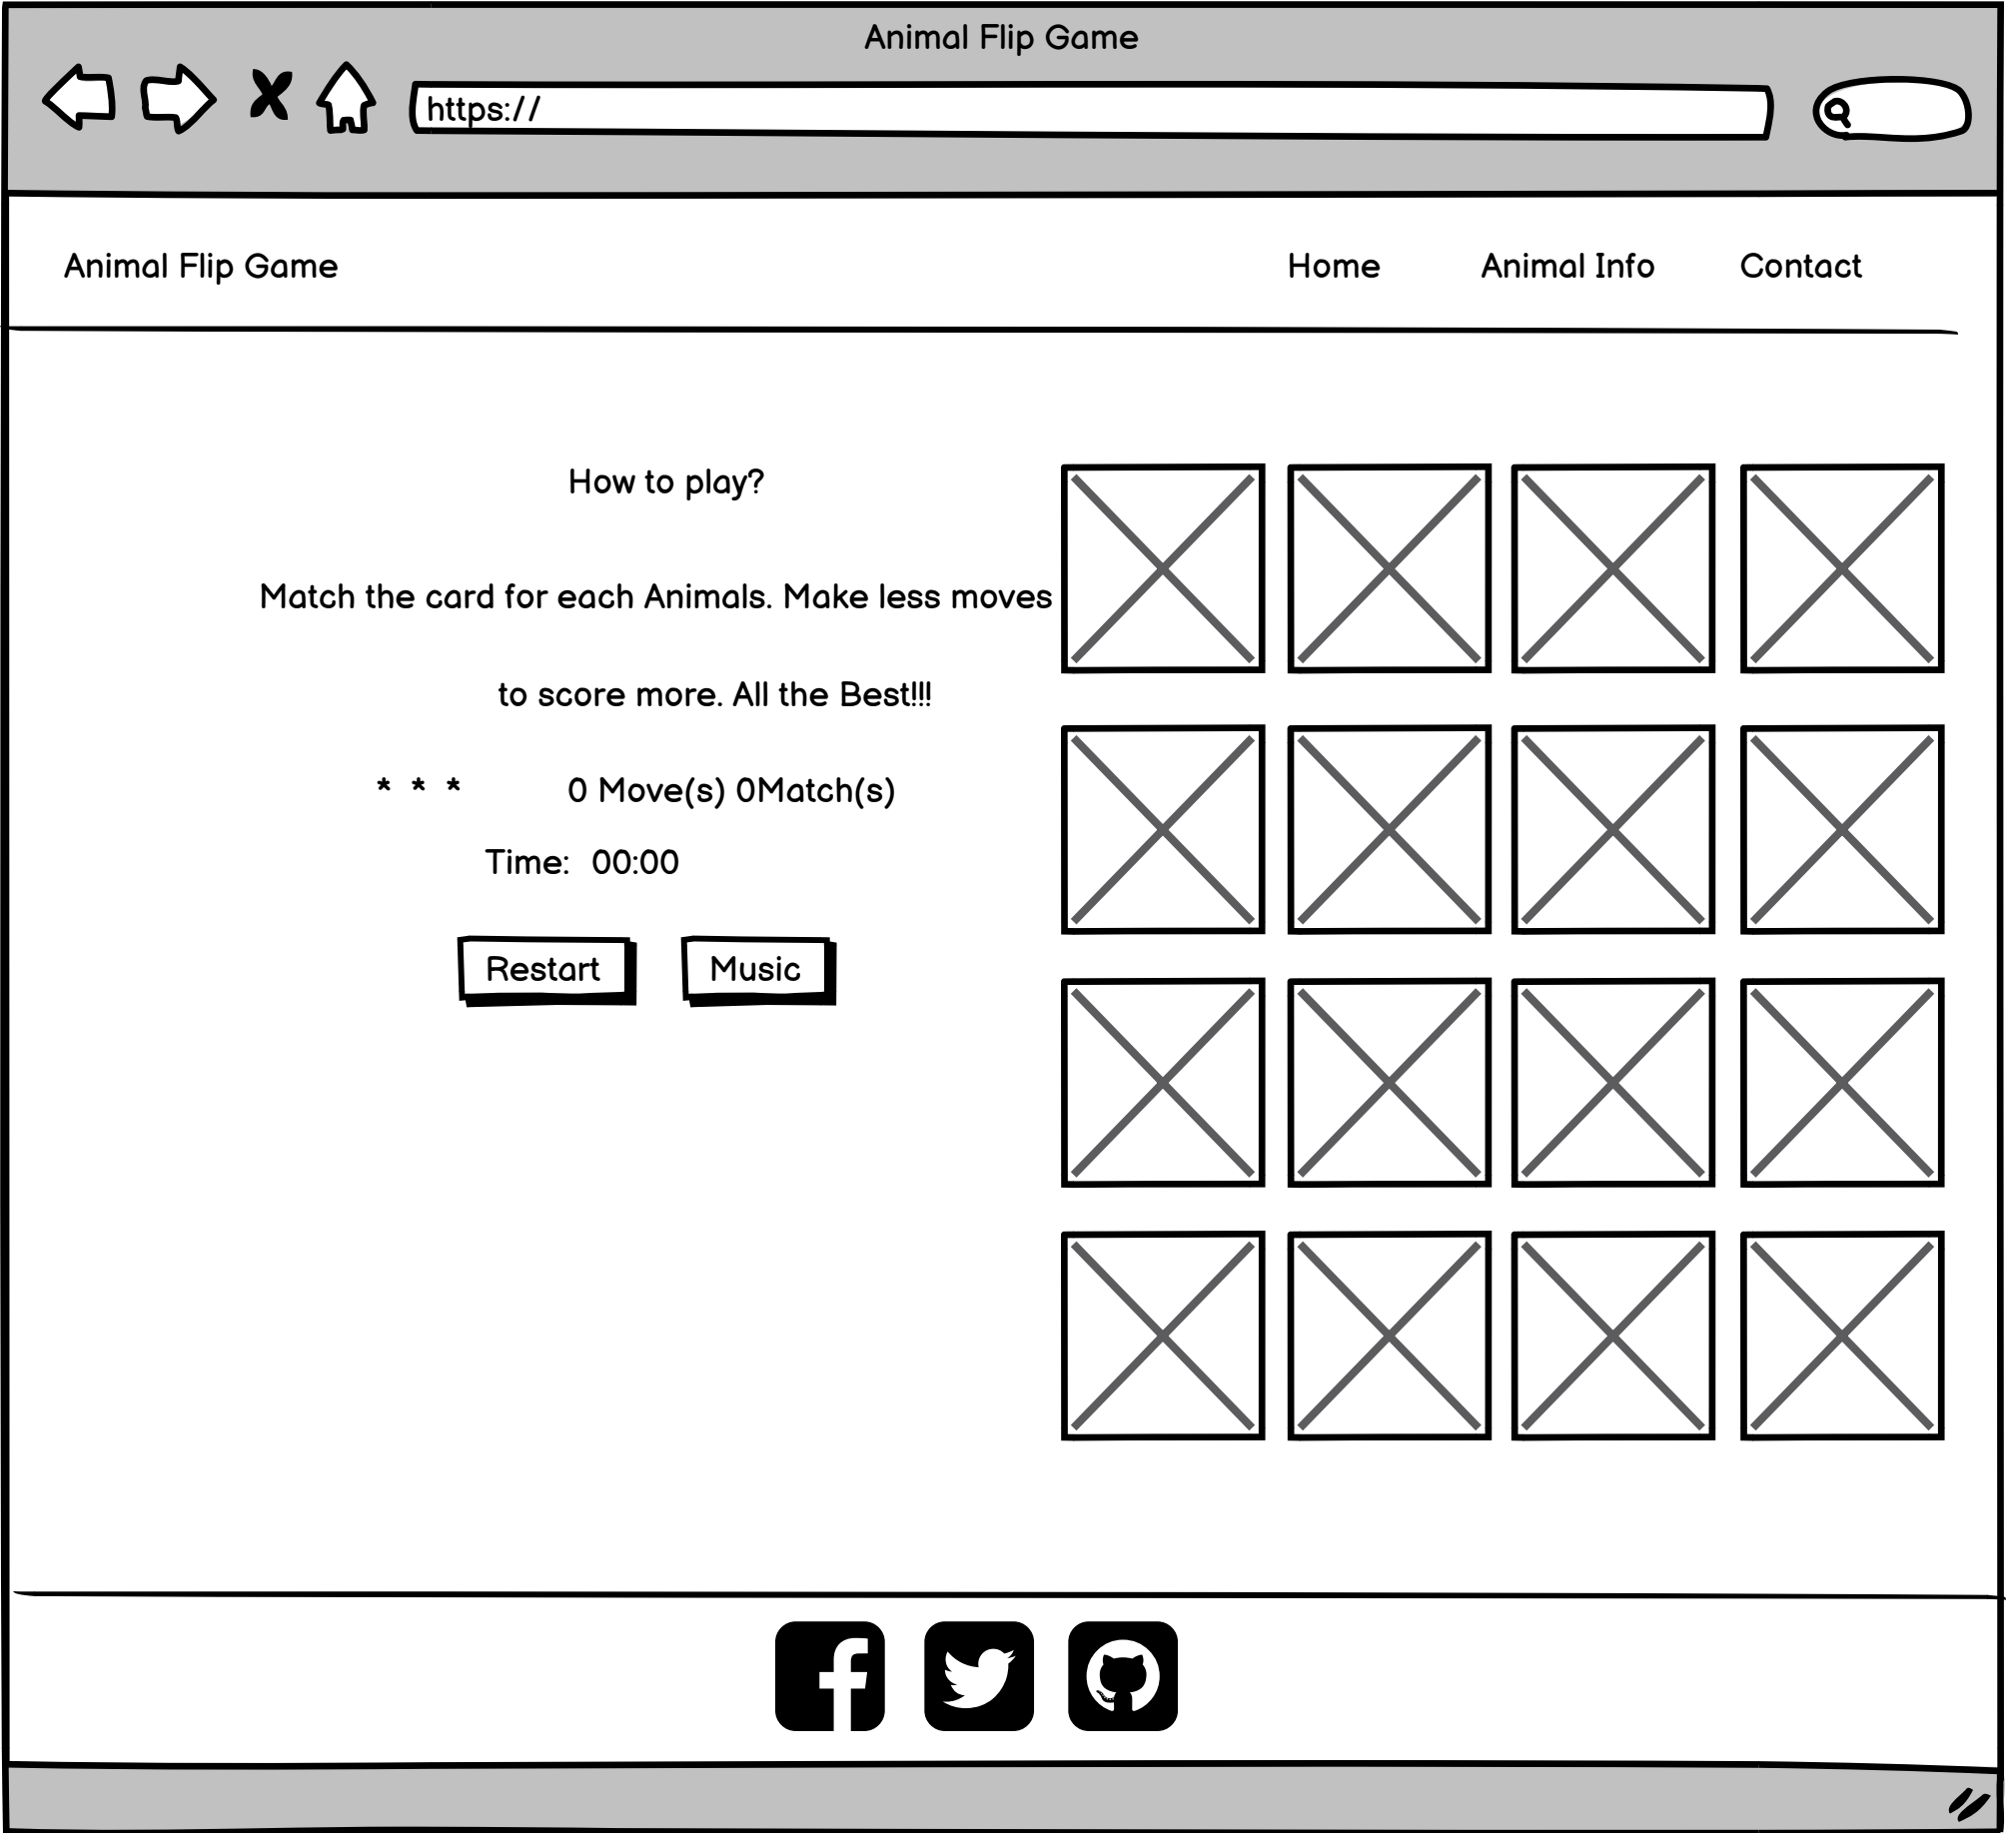 Animal Flip Game
https://
Animal Flip Game Home Animal Info Contact
How to play?
Match the card for each Animals. Make less moves
to score more. All the Best!!!
* * * 0 Move(s) 0Match(s)
Time: 00:00
Restart Music